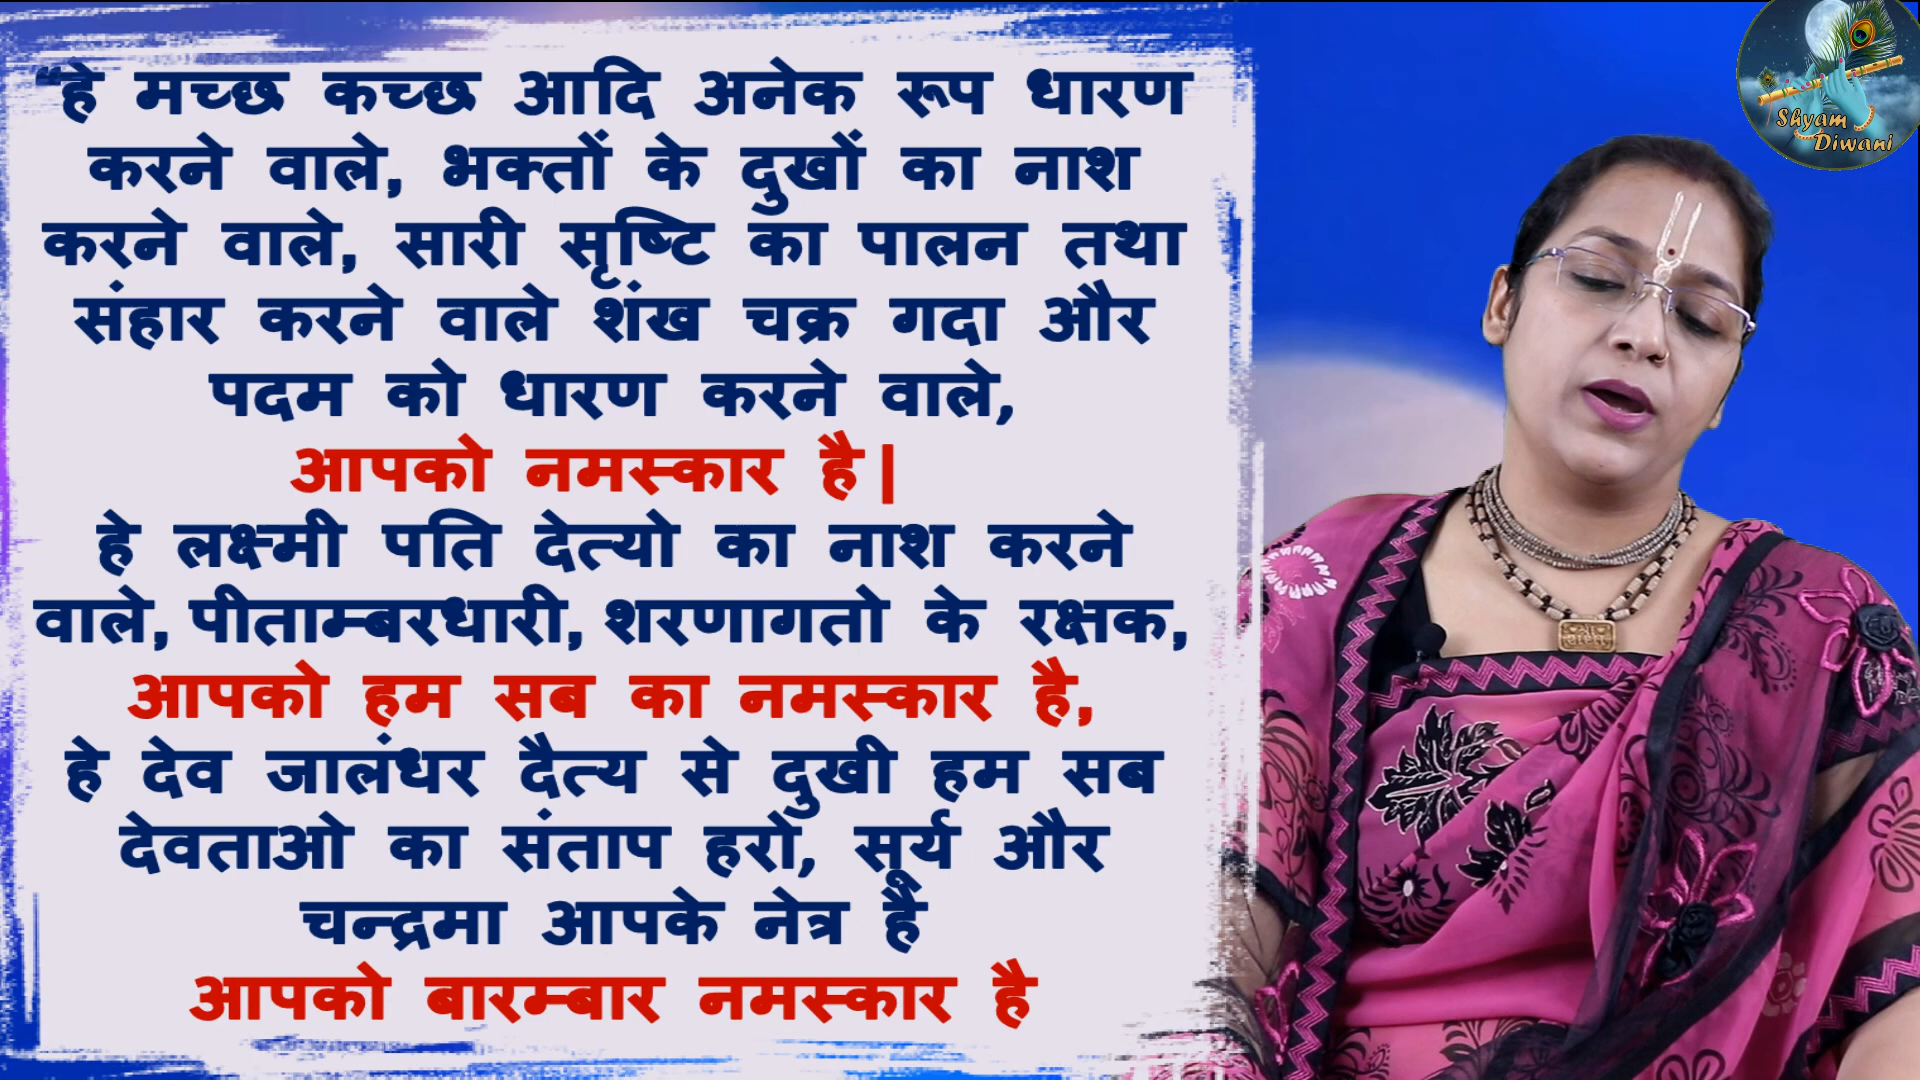 “हे मच्छ कच्छ आदि अनेक रूप धारण
करने वाले, भक्तों के दुखों का नाश
करने वाले, सारी सृष्टि का पालन तथा
संहार करने वाले शंख चक्र गदा और
पदम को धारण करने वाले,
आपको नमस्कार है|
हे लक्ष्मी पति देत्यो का नाश करने
वाले, पीताम्बरधारी, शरणागतो के रक्षक,
आपको हम सब का नमस्कार है,
हे देव जालंधर दैत्य से दुखी हम सब
देवताओ का संताप हरो, सूर्य और
चन्द्रमा आपके नेत्र है
आपको बारम्बार नमस्कार है
Shyam
Diwani